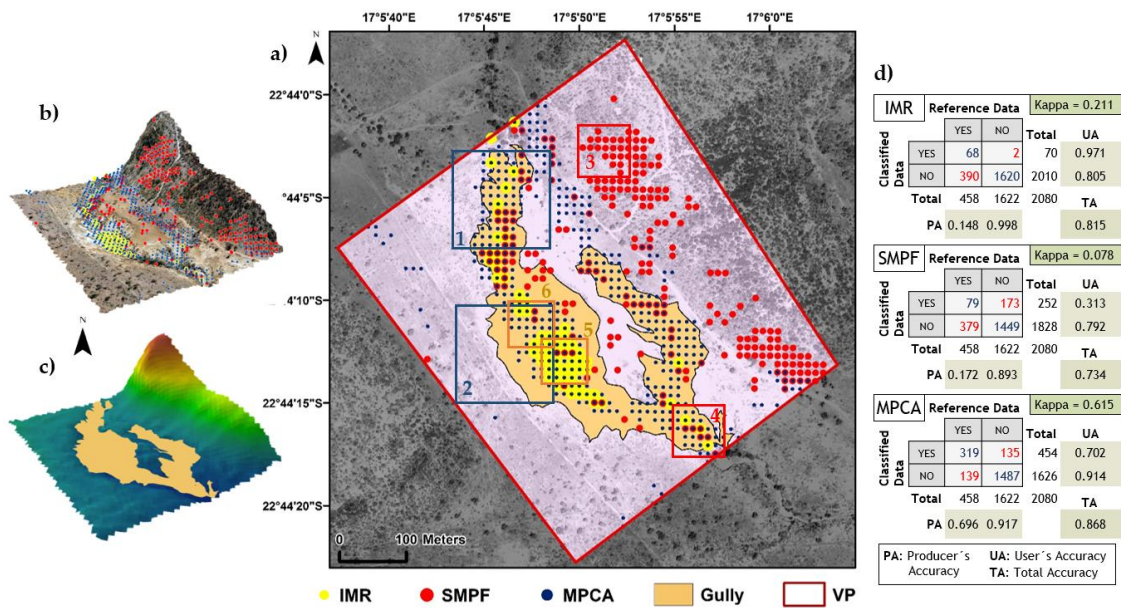 a)
17°5'40"E 17°5'45"E 17°5'50"E 17°5'55"E 17°6'0"E
22°44'0"S
°44'5"S
4'10"S
22°44'15"S
22°44'20"S
N
1
2
3
4
5
6
0 100 Meters
b)
N
c)
IMR SMPF MPCA Gully VP
d)
IMR Reference Data Kappa = 0.211
Classified Data
YES NO Total UA
YES 68 2 70 0.971
NO 390 1620 2010 0.805
Total 458 1622 2080 TA
PA 0.148 0.998 0.815
SMPF Reference Data Kappa = 0.078
Classified Data
YES NO Total UA
YES 79 173 252 0.313
NO 379 1449 1828 0.792
Total 458 1622 2080 TA
PA 0.172 0.893 0.734
MPCA Reference Data Kappa = 0.615
Classified Data
YES NO Total UA
YES 319 135 454 0.702
NO 139 1487 1626 0.914
Total 458 1622 2080 TA
PA 0.696 0.917 0.868
PA: Producer´s Accuracy
UA: User´s Accuracy
TA: Total Accuracy